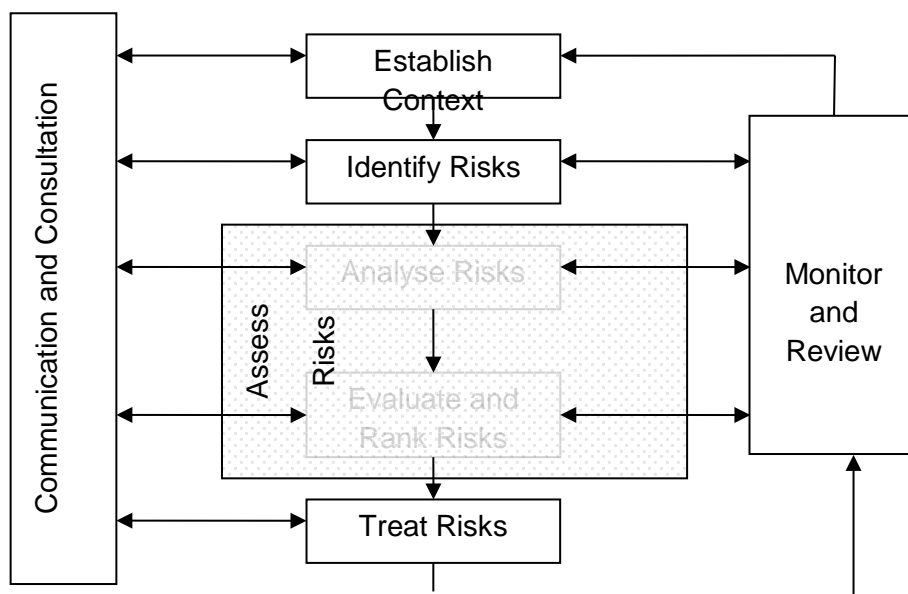 Communication and Consultation
Establish
Context
Identify Risks
Analyse Risks
Assess
Risks
Evaluate and
Rank Risks
Treat Risks
Monitor
and
Review